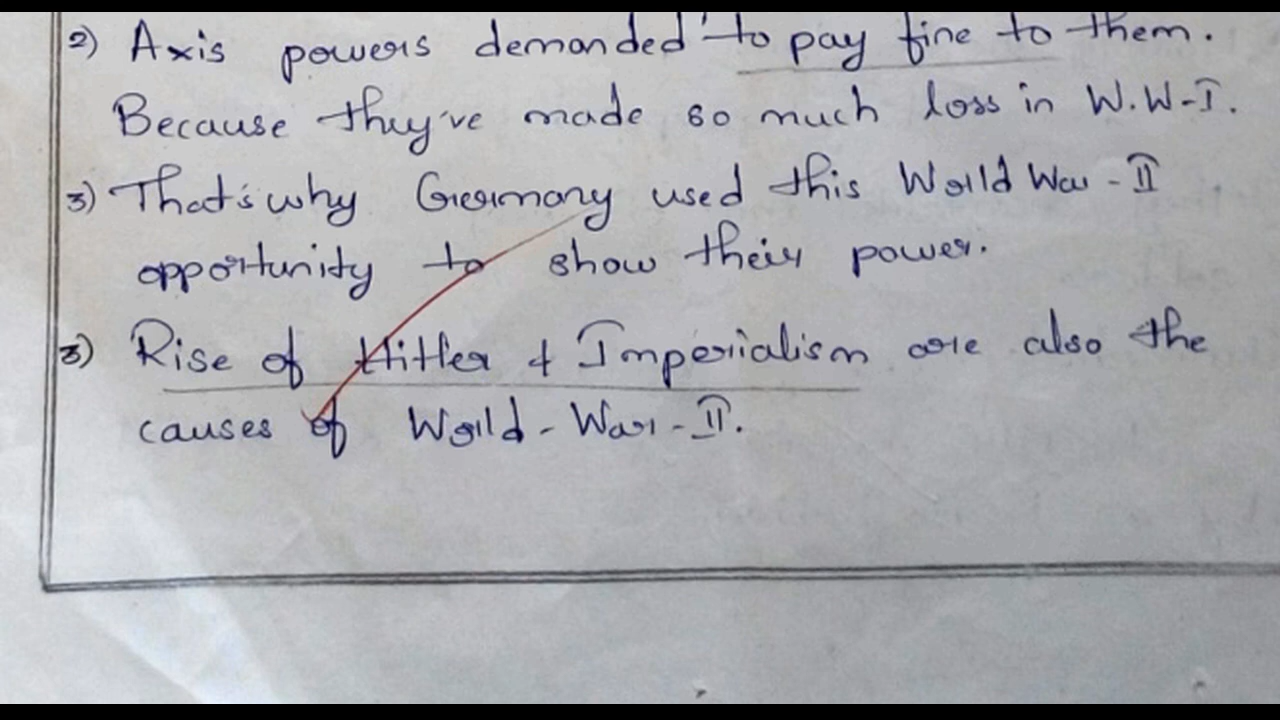 2) Axis powers demanded to pay fine to them.
Because they've made so much loss in W.W-I.
3) That's why Germany used this World War-II
opportunity to show their power.
3) Rise of Hitler & Imperialism are also the
causes of World-War-II.